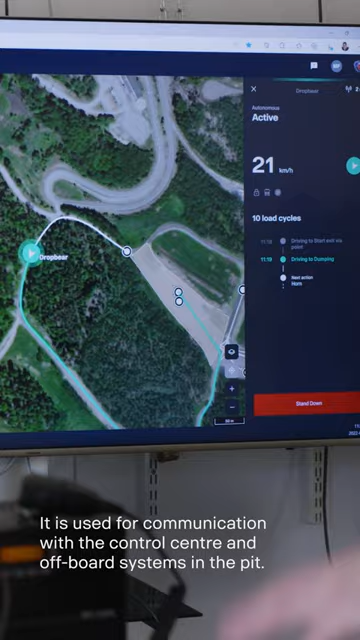 Dropbear
Autonomous
Active
21 km/h
10 load cycles
11:18 Driving to Start exit via
point
11:19 Driving to Dumping
Next action
Horn
Stand Down
Dropbear
It is used for communication
with the control centre and
off-board systems in the pit.